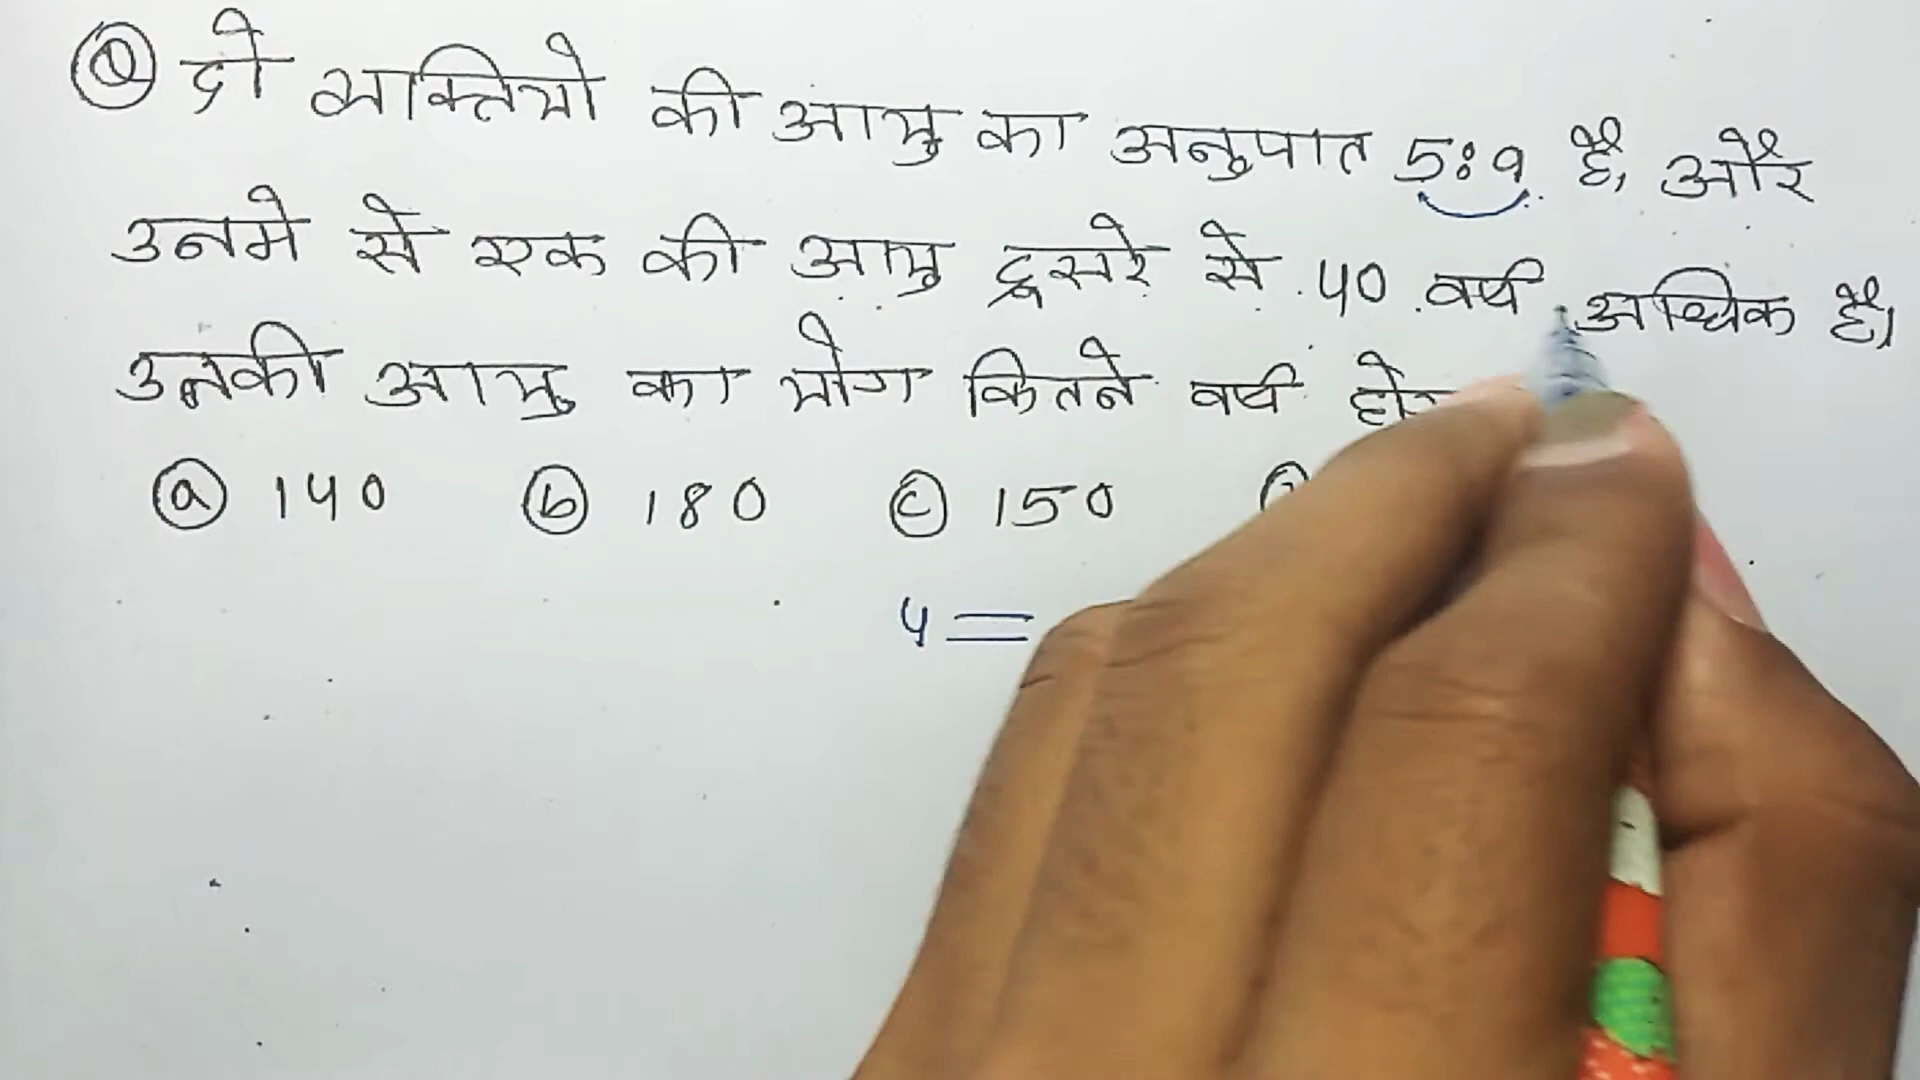 Q दो व्यक्तियो की आयु का अनुपात 5:9 है, और
उनमे से एक की आयु दूसरे से 40 वर्ष अधिक है,
उनकी आयु का योग कितने वर्ष
a 140 b 180 c 150
4 =